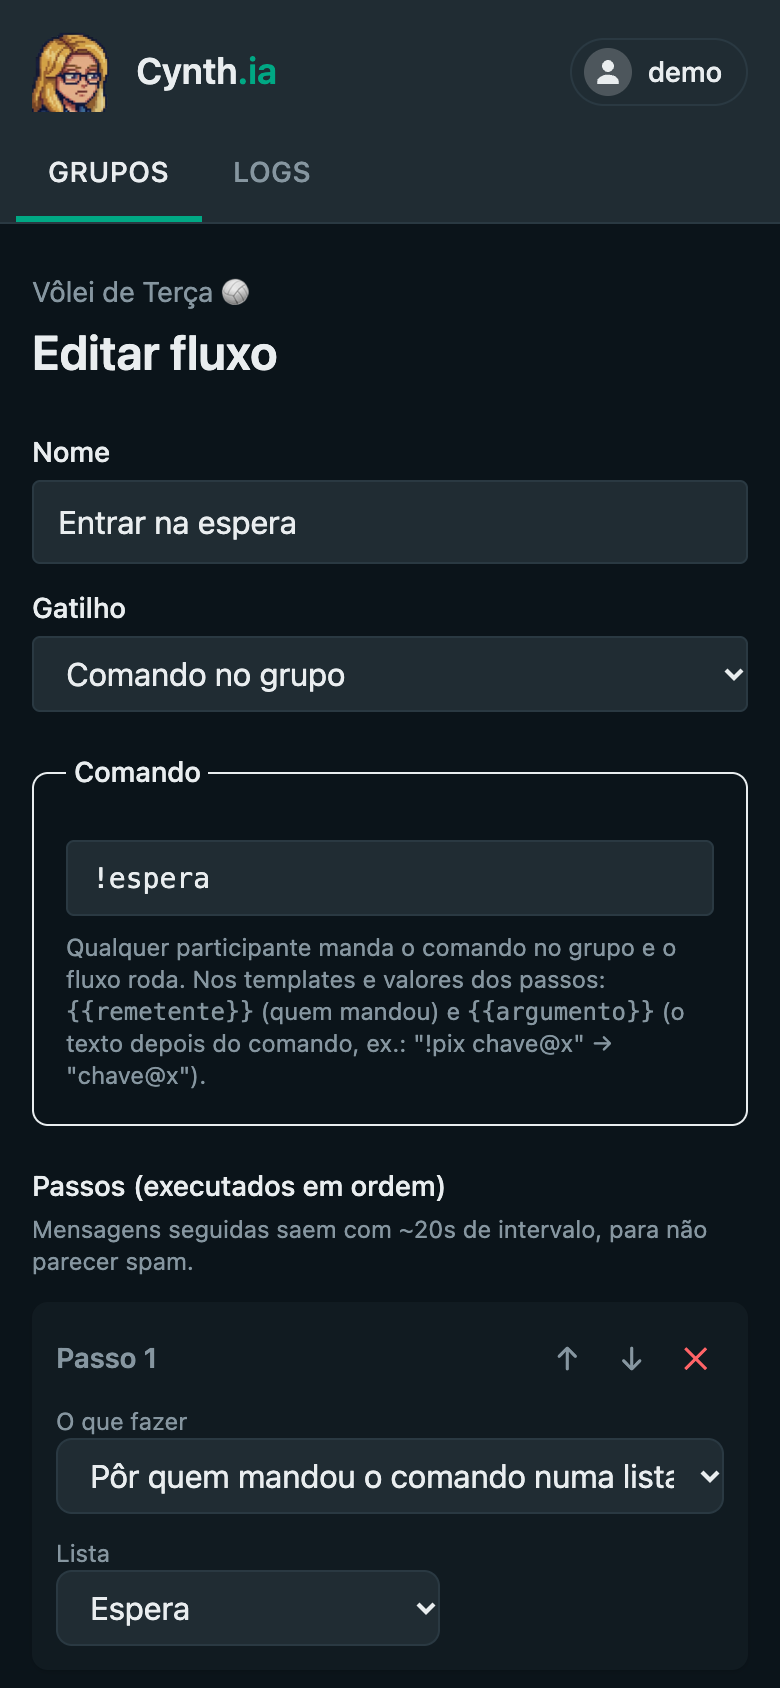 Cynth.ia
demo
GRUPOS
LOGS
Vôlei de Terça
Editar fluxo
Nome
Entrar na espera
Gatilho
Comando no grupo
Comando
!espera
Qualquer participante manda o comando no grupo e o
fluxo roda. Nos templates e valores dos passos:
{{remetente}} (quem mandou) e {{argumento}} (o
texto depois do comando, ex.: "!pix chave@x" →
"chave@x").
Passos (executados em ordem)
Mensagens seguidas saem com ~20s de intervalo, para não
parecer spam.
Passo 1
O que fazer
Pôr quem mandou o comando numa lista
Lista
Espera